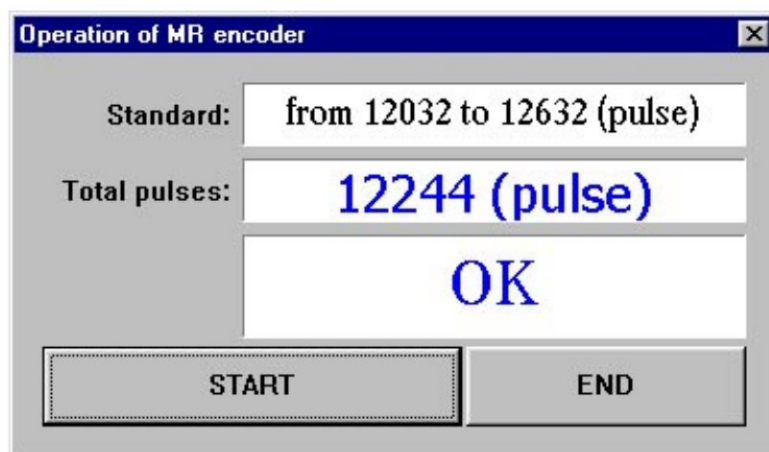 Operation of MR encoder
Standard: from 12032 to 12632 (pulse)
Total pulses: 12244 (pulse)
OK
START END